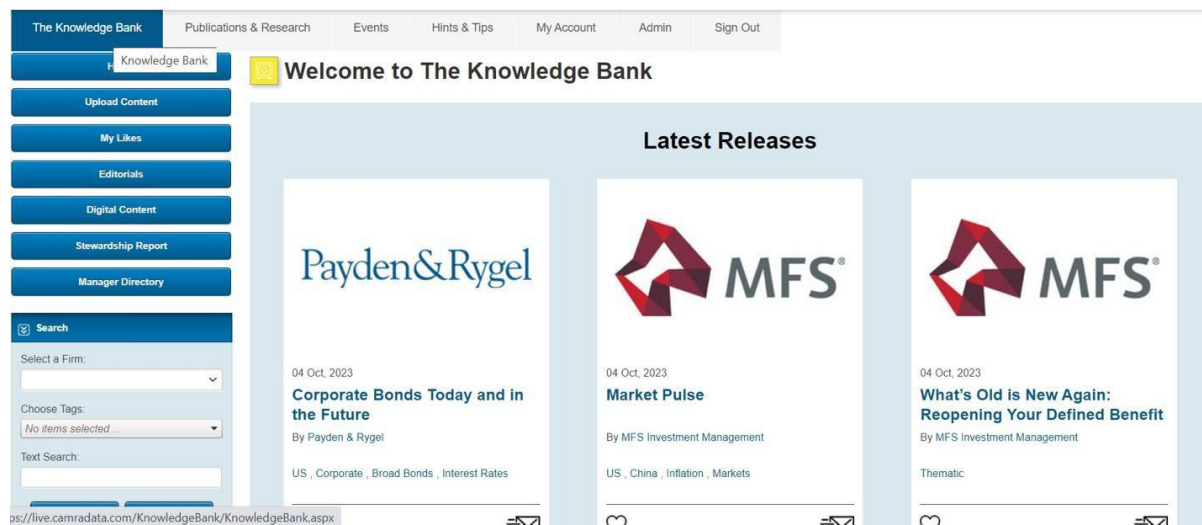 The Knowledge Bank
Publications & Research
Events
Hints & Tips
My Account
Admin
Sign Out
Knowledge Bank
Upload Content
My Likes
Editorials
Digital Content
Stewardship Report
Manager Directory
Search
Select a Firm:
Choose Tags:
No items selected ...
Text Search:
ps://live.camradata.com/KnowledgeBank/KnowledgeBank.aspx
Welcome to The Knowledge Bank
Latest Releases
Payden&Rygel
04 Oct, 2023
Corporate Bonds Today and in
the Future
By Payden & Rygel
US , Corporate , Broad Bonds , Interest Rates
MFS®
04 Oct, 2023
Market Pulse
By MFS Investment Management
US , China , Inflation , Markets
MFS®
04 Oct, 2023
What's Old is New Again:
Reopening Your Defined Benefit
By MFS Investment Management
Thematic